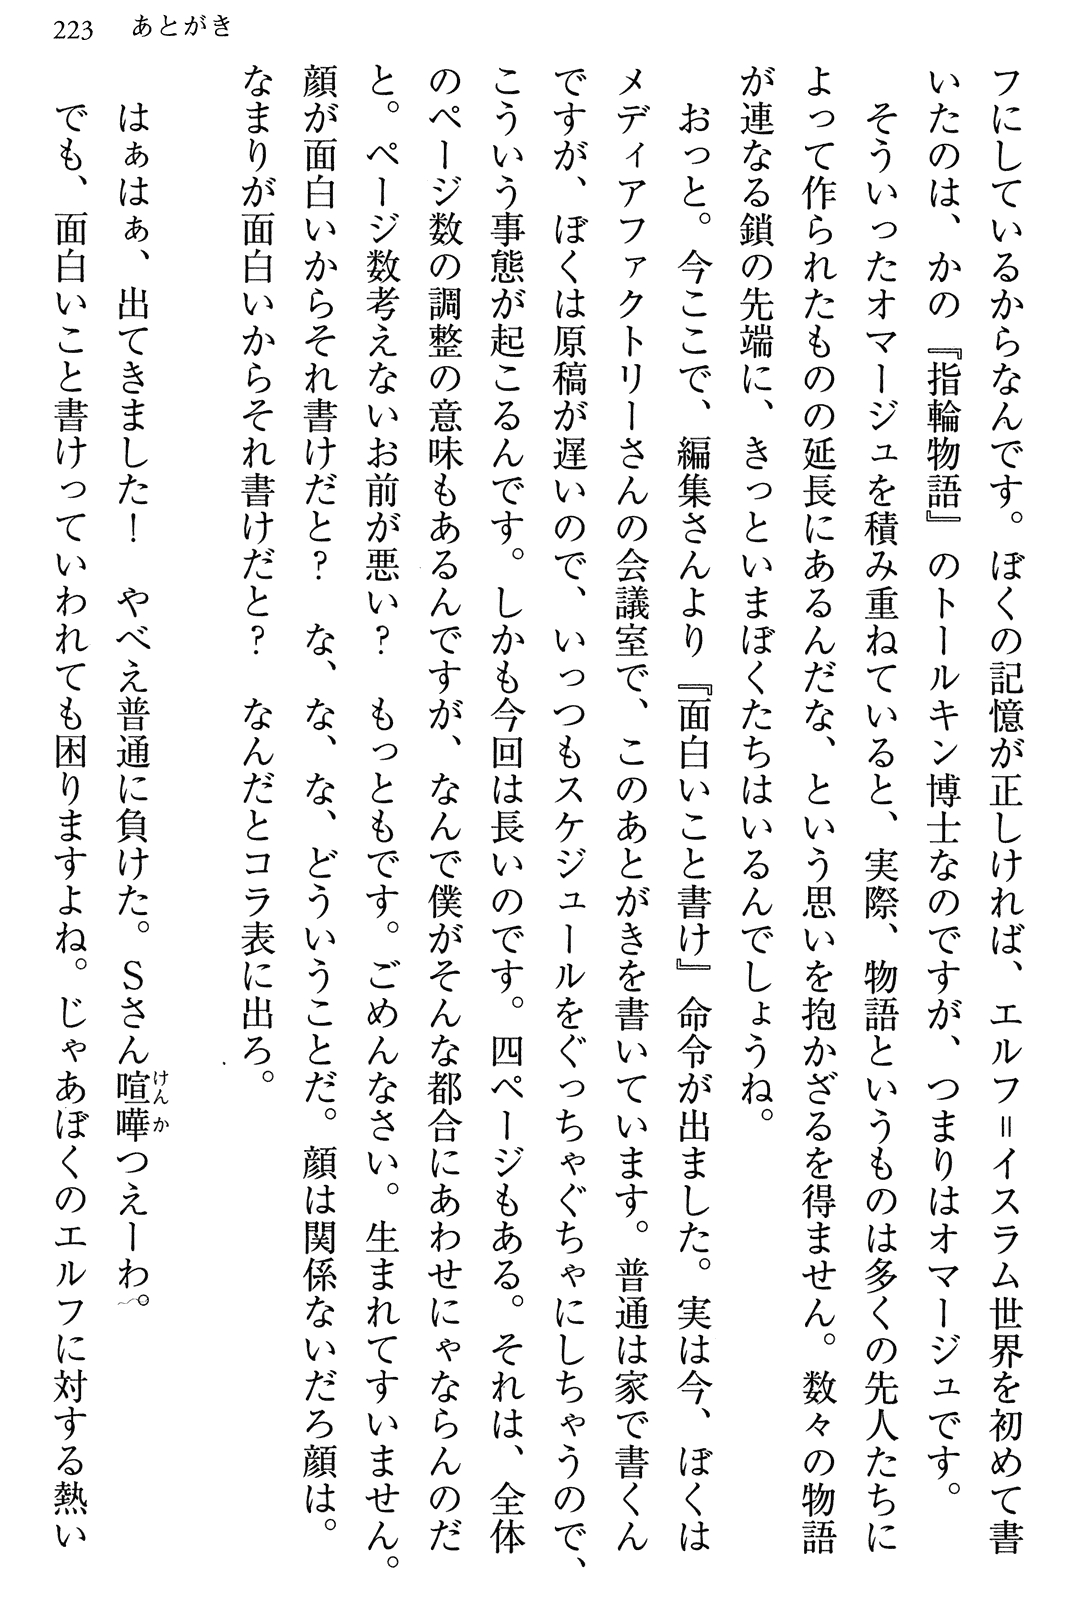 223　あとがき
フにしているからなんです。ぼくの記憶が正しければ、エルフ＝イスラム世界を初めて書
いたのは、かの『指輪物語』のトールキン博士なのですが、つまりはオマージュです。
　そういったオマージュを積み重ねていると、実際、物語というものは多くの先人たちに
よって作られたものの延長にあるんだな、という思いを抱かざるを得ません。数々の物語
が連なる鎖の先端に、きっといまぼくたちはいるんでしょうね。
　おっと。今ここで、編集さんより『面白いこと書け』命令が出ました。実は今、ぼくは
メディアファクトリーさんの会議室で、このあとがきを書いています。普通は家で書くん
ですが、ぼくは原稿が遅いので、いっつもスケジュールをぐっちゃぐちゃにしちゃうので、
こういう事態が起こるんです。しかも今回は長いのです。四ページもある。それは、全体
のページ数の調整の意味もあるんですが、なんで僕がそんな都合にあわせにゃならんのだ
と。ページ数考えないお前が悪い？　もっともです。ごめんなさい。生まれてすいません。
顔が面白いからそれ書けだと？　な、な、な、どういうことだ。顔は関係ないだろ顔は。
なまりが面白いからそれ書けだと？　なんだとコラ表に出ろ。
　はぁはぁ、出てきました！　やべえ普通に負けた。Ｓさん喧嘩つえーわ。
けんか
　でも、面白いこと書けっていわれても困りますよね。じゃあぼくのエルフに対する熱い